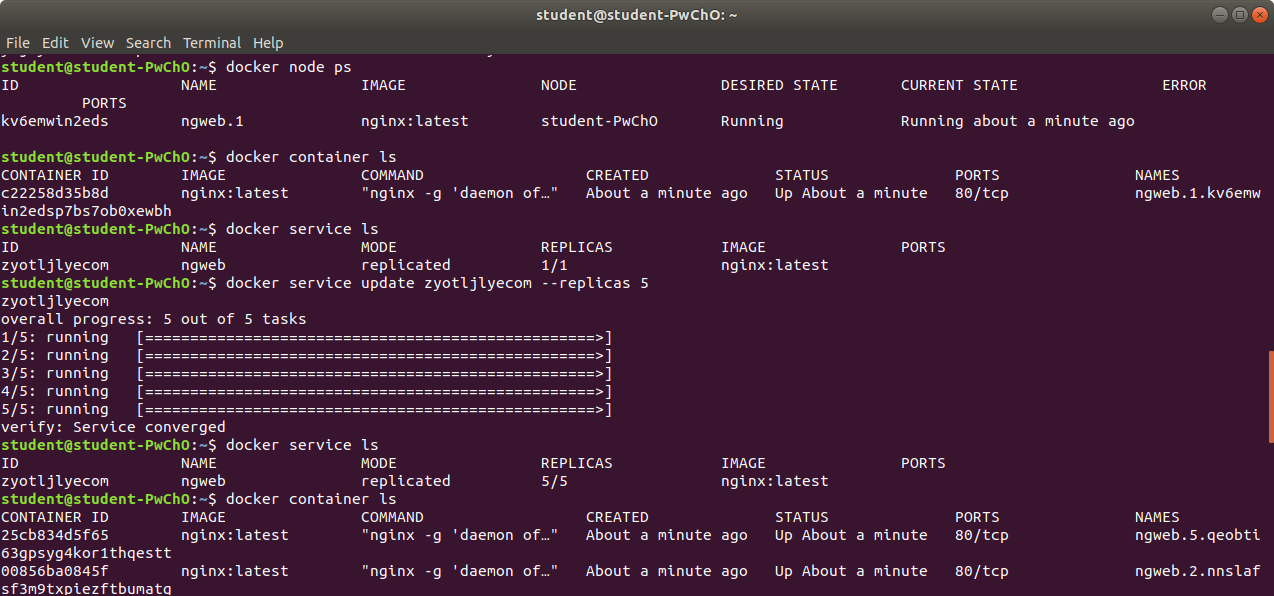 student@student-PwChO: ~
File Edit View Search Terminal Help
student@student-PwChO:~$ docker node ps
ID NAME IMAGE NODE DESIRED STATE CURRENT STATE ERROR
PORTS
kv6emwin2eds ngweb.1 nginx:latest student-PwChO Running Running about a minute ago
student@student-PwChO:~$ docker container ls
CONTAINER ID IMAGE COMMAND CREATED STATUS PORTS NAMES
c22258d35b8d nginx:latest "nginx -g 'daemon of…" About a minute ago Up About a minute 80/tcp ngweb.1.kv6emw
in2edsp7bs7ob0xewbh
student@student-PwChO:~$ docker service ls
ID NAME MODE REPLICAS IMAGE PORTS
zyotljlyecom ngweb replicated 1/1 nginx:latest
student@student-PwChO:~$ docker service update zyotljlyecom --replicas 5
zyotljlyecom
overall progress: 5 out of 5 tasks
1/5: running [==================================================>]
2/5: running [==================================================>]
3/5: running [==================================================>]
4/5: running [==================================================>]
5/5: running [==================================================>]
verify: Service converged
student@student-PwChO:~$ docker service ls
ID NAME MODE REPLICAS IMAGE PORTS
zyotljlyecom ngweb replicated 5/5 nginx:latest
student@student-PwChO:~$ docker container ls
CONTAINER ID IMAGE COMMAND CREATED STATUS PORTS NAMES
25cb834d5f65 nginx:latest "nginx -g 'daemon of…" About a minute ago Up About a minute 80/tcp ngweb.5.qeobti
63gpsyg4kor1thqestt
00856ba0845f nginx:latest "nginx -g 'daemon of…" About a minute ago Up About a minute 80/tcp ngweb.2.nnslaf
sf3m9txpiezftbumatq